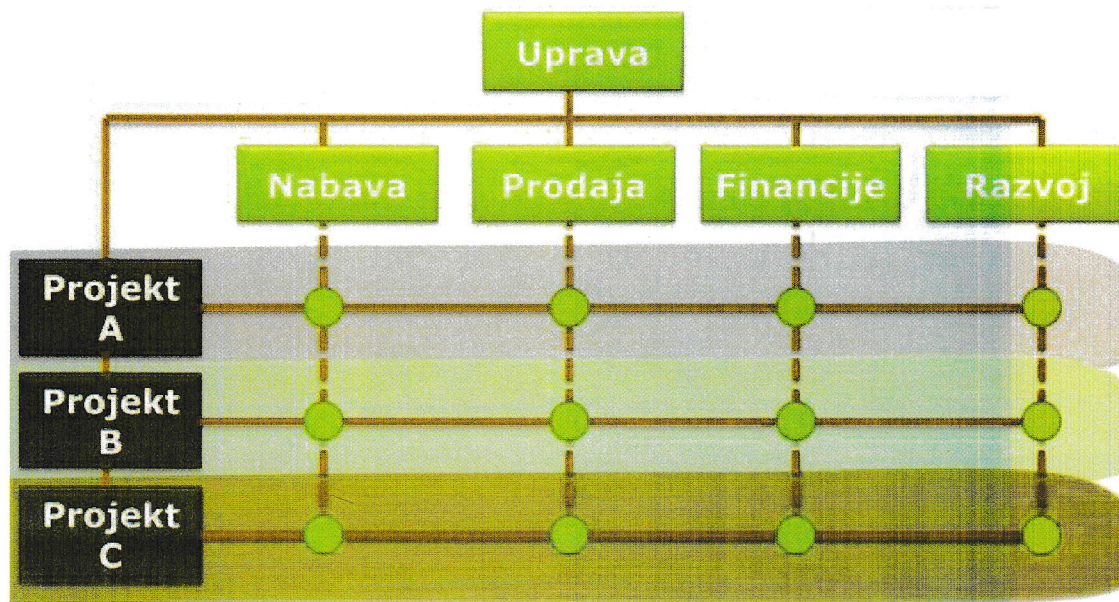 Uprava
Nabava
Prodaja
Financije
Razvoj
Projekt
A
Projekt
B
Projekt
C